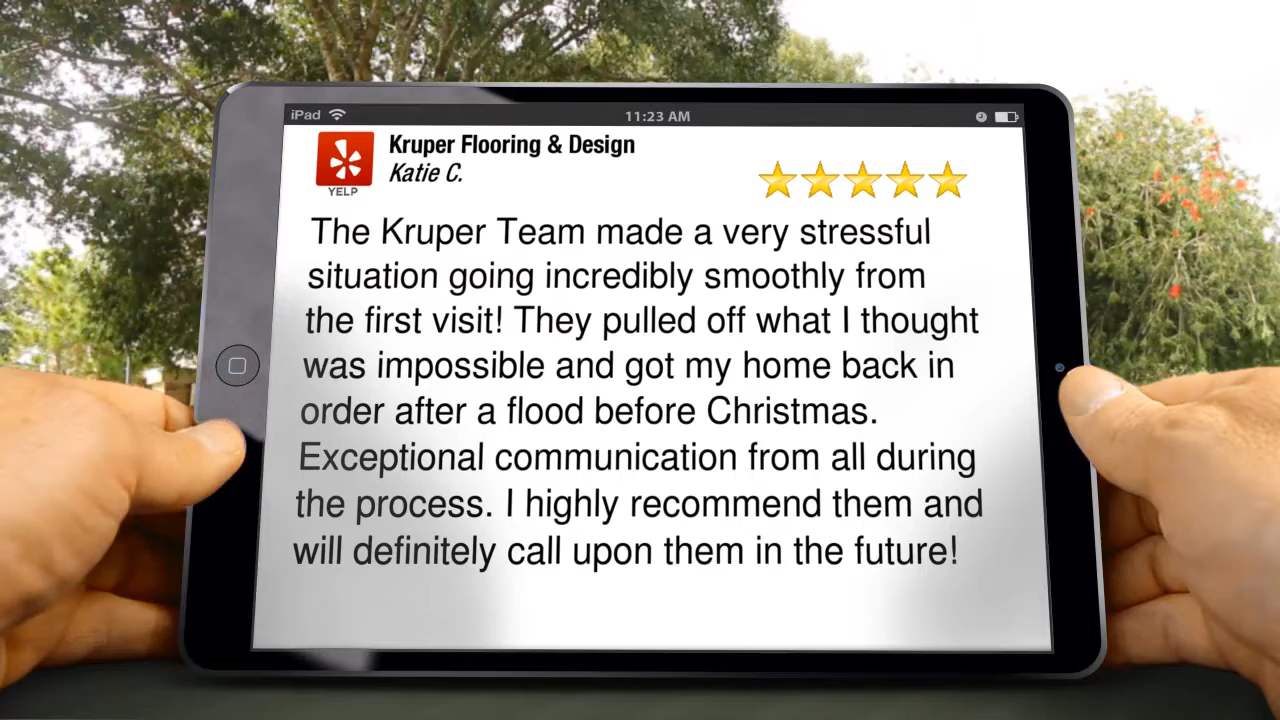 iPad
11:23 AM
Kruper Flooring & Design
Katie C.
YELP
The Kruper Team made a very stressful
situation going incredibly smoothly from
the first visit! They pulled off what I thought
was impossible and got my home back in
order after a flood before Christmas.
Exceptional communication from all during
the process. I highly recommend them and
will definitely call upon them in the future!